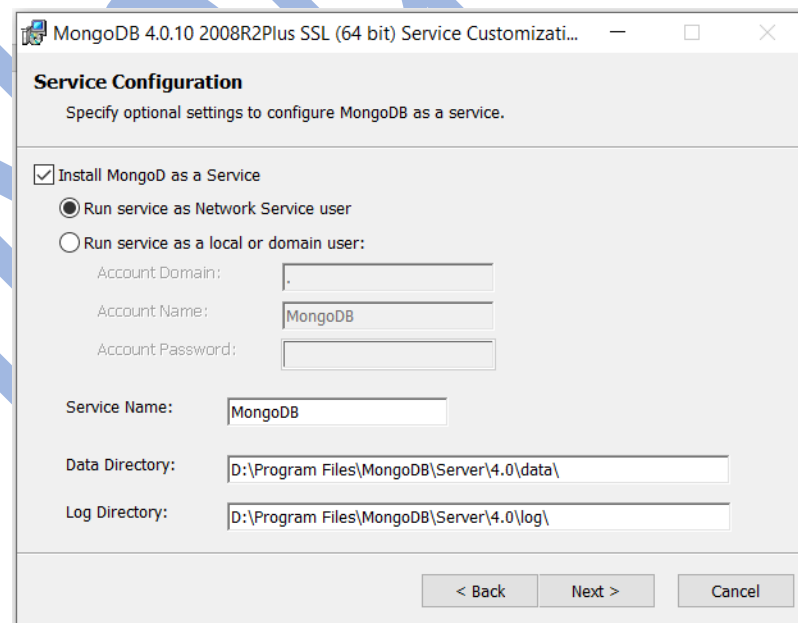 MongoDB 4.0.10 2008R2Plus SSL (64 bit) Service Customizati...
Service Configuration
Specify optional settings to configure MongoDB as a service.
Install MongoD as a Service
Run service as Network Service user
Run service as a local or domain user:
Account Domain: .
Account Name: MongoDB
Account Password:
Service Name: MongoDB
Data Directory: D:\Program Files\MongoDB\Server\4.0\data\
Log Directory: D:\Program Files\MongoDB\Server\4.0\log\
< Back Next > Cancel